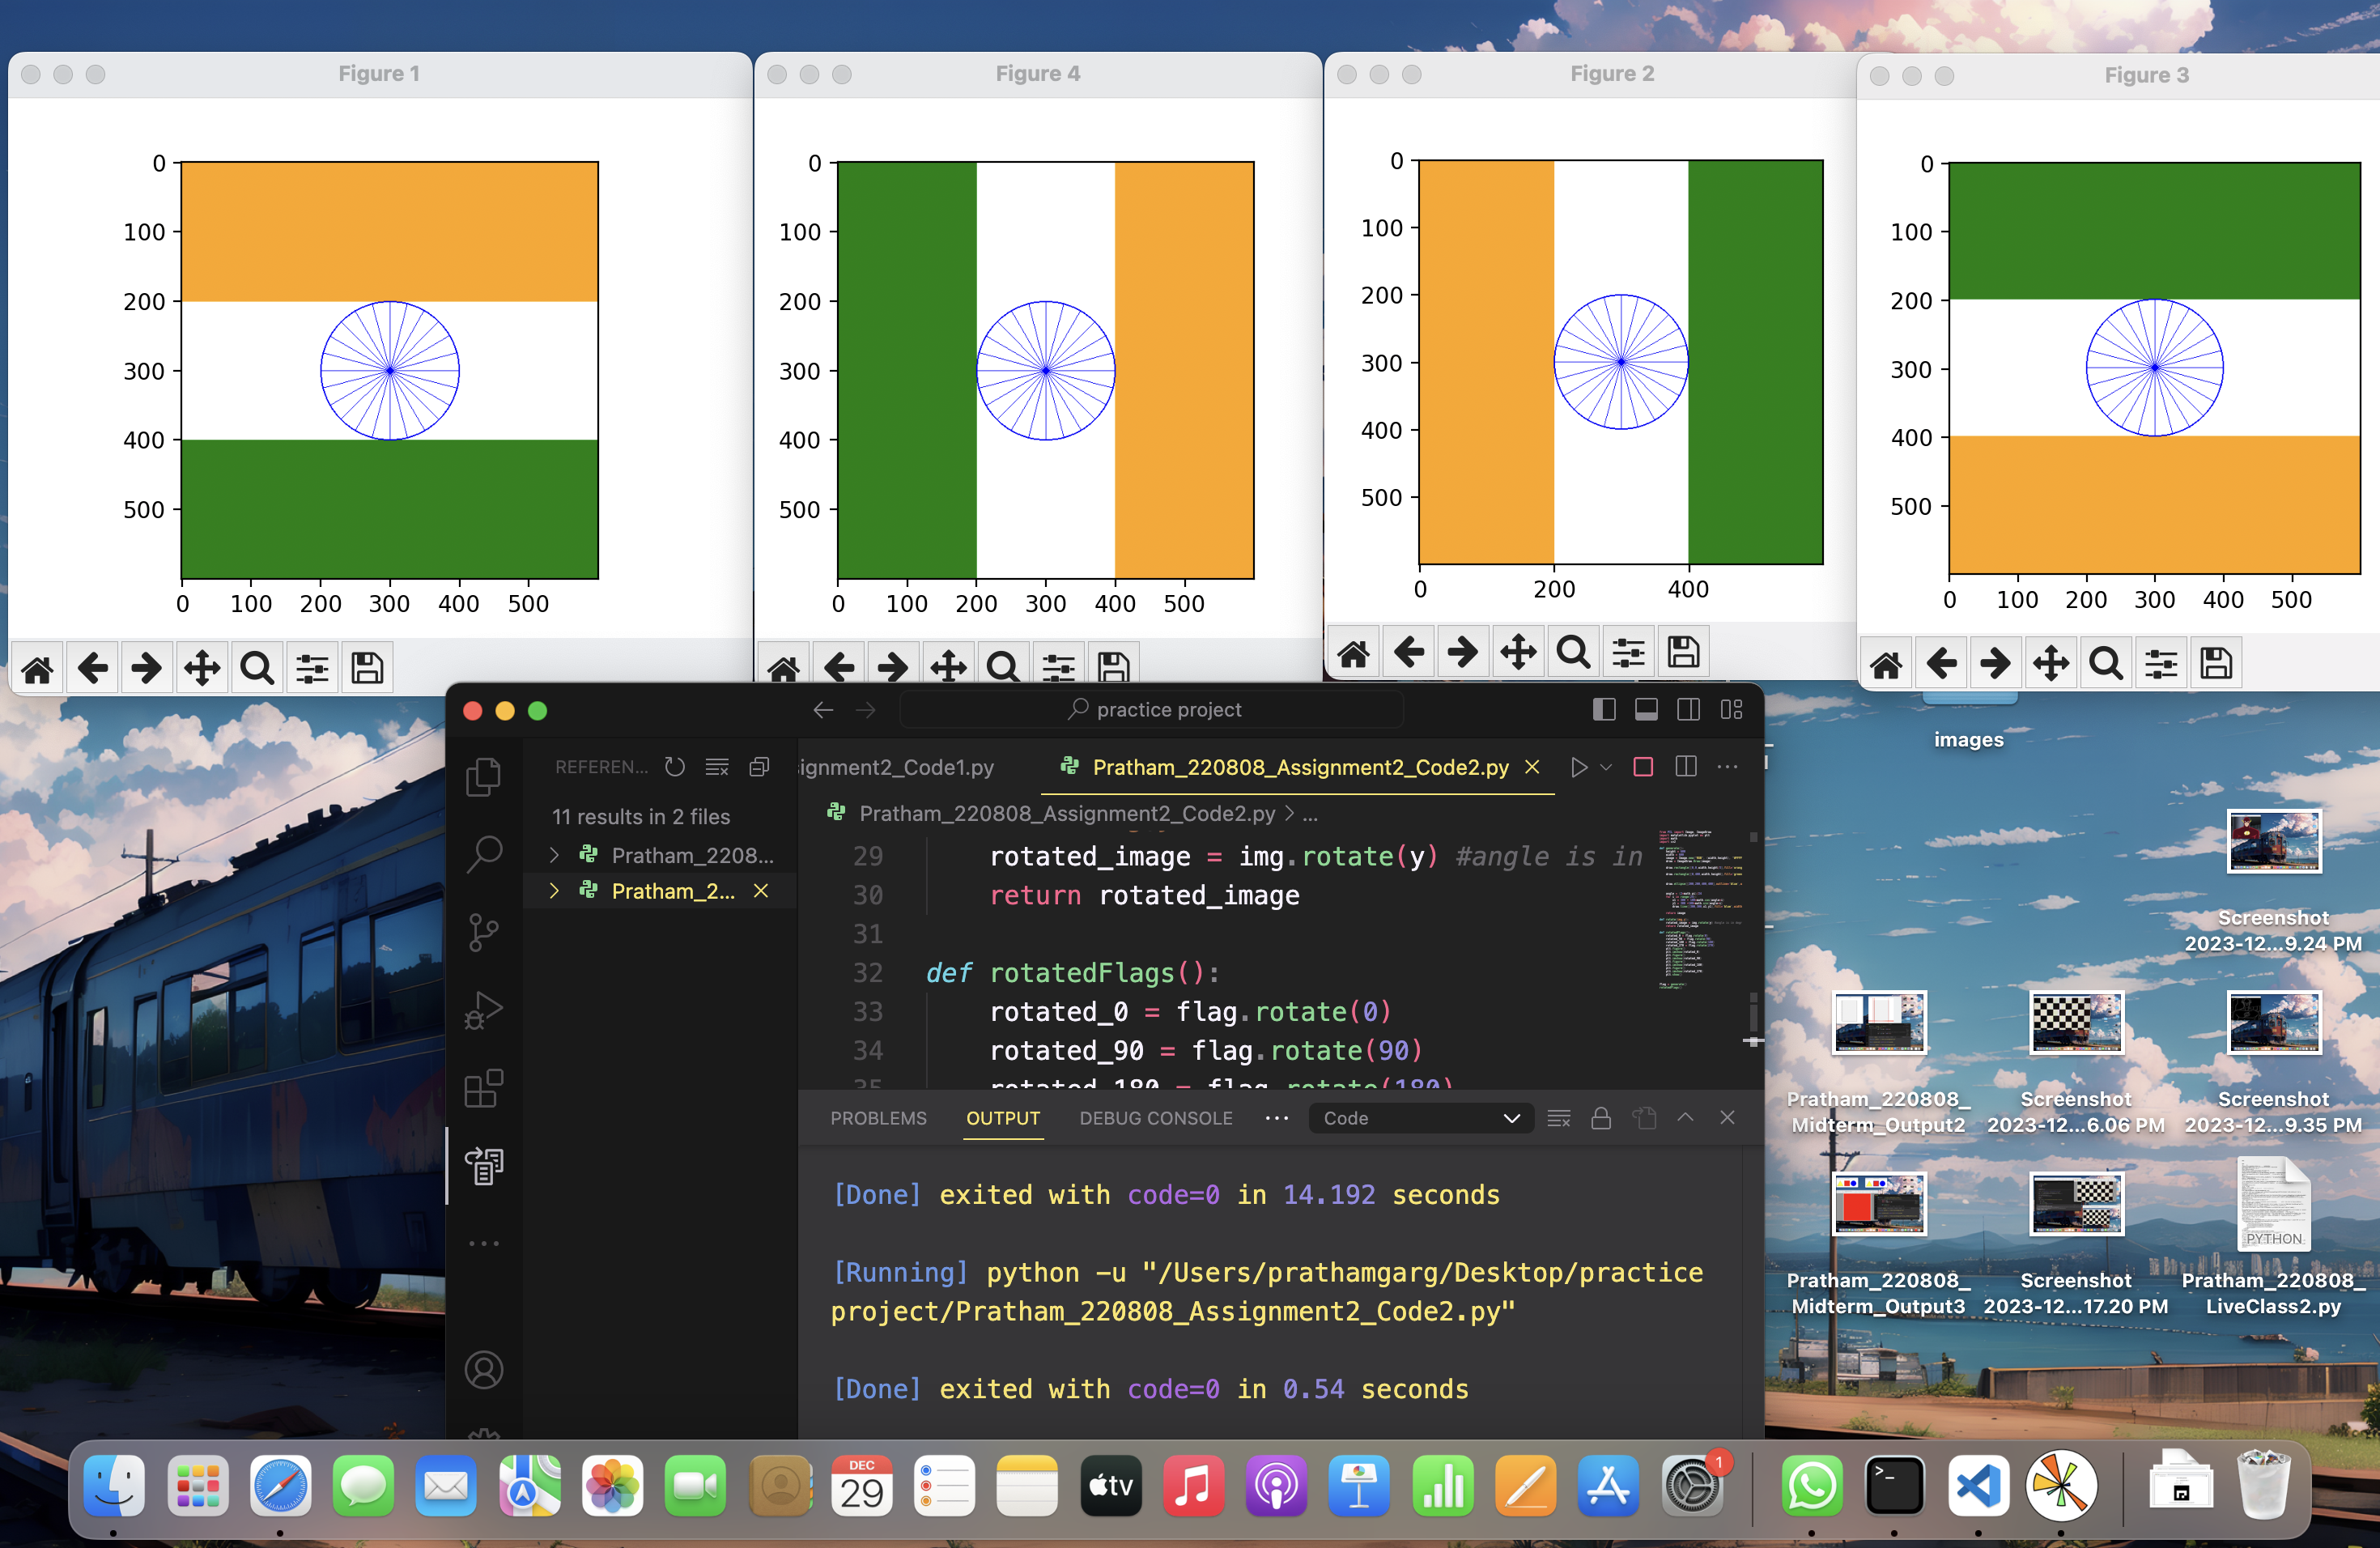 Figure 1
0
100
200
300
400
500
0 100 200 300 400 500
Figure 4
0
100
200
300
400
500
0 100 200 300 400 500
Figure 2
0
100
200
300
400
500
0 200 400
Figure 3
0
100
200
300
400
500
0 100 200 300 400 500
practice project
REFEREN...
11 results in 2 files
Pratham_2208...
Pratham_2...
ignment2_Code1.py
Pratham_220808_Assignment2_Code2.py
Pratham_220808_Assignment2_Code2.py > ...
29 rotated_image = img.rotate(y) #angle is in
30 return rotated_image
31
32 def rotatedFlags():
33 rotated_0 = flag.rotate(0)
34 rotated_90 = flag.rotate(90)
35 rotated_180 = flag.rotate(180)
PROBLEMS OUTPUT DEBUG CONSOLE ... Code
[Done] exited with code=0 in 14.192 seconds
[Running] python -u "/Users/prathamgarg/Desktop/practice
project/Pratham_220808_Assignment2_Code2.py"
[Done] exited with code=0 in 0.54 seconds
images
Screenshot
2023-12...9.24 PM
Pratham_220808_
Midterm_Output2
Screenshot
2023-12...6.06 PM
Screenshot
2023-12...9.35 PM
PYTHON
Pratham_220808_
Midterm_Output3
Screenshot
2023-12...17.20 PM
Pratham_220808_
LiveClass2.py
DEC
29
tv
1